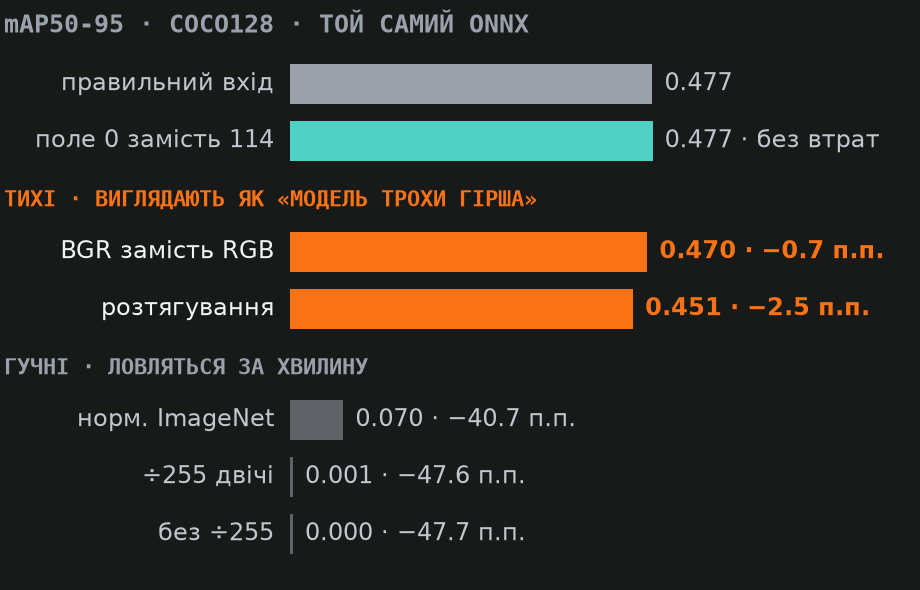 mAP50-95 · COCO128 · ТОЙ САМИЙ ONNX
правильний вхід 0.477
поле 0 замість 114 0.477 · без втрат
ТИХІ · ВИГЛЯДАЮТЬ ЯК «МОДЕЛЬ ТРОХИ ГІРША»
BGR замість RGB 0.470 · −0.7 п.п.
розтягування 0.451 · −2.5 п.п.
ГУЧНІ · ЛОВЛЯТЬСЯ ЗА ХВИЛИНУ
норм. ImageNet 0.070 · −40.7 п.п.
÷255 двічі 0.001 · −47.6 п.п.
без ÷255 0.000 · −47.7 п.п.